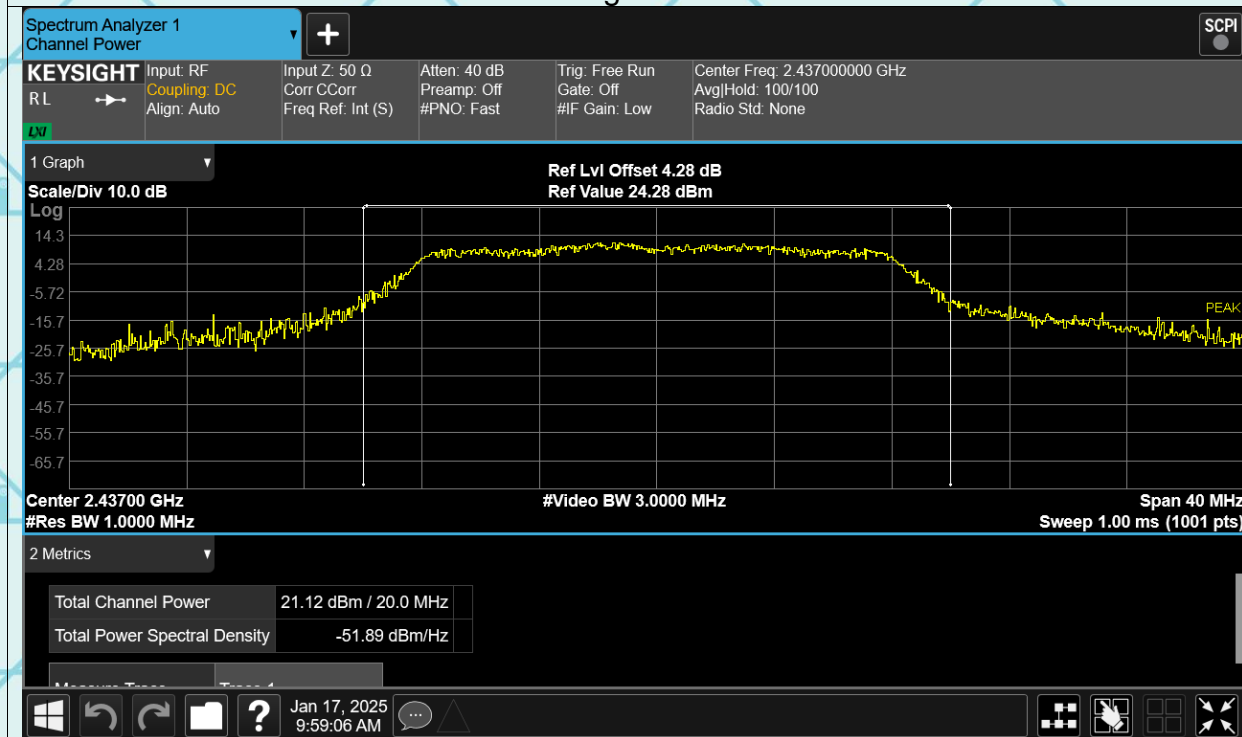 Spectrum Analyzer 1
Channel Power
+
SCPI
KEYSIGHT
RL
LXI
Input: RF
Coupling: DC
Align: Auto
Input Z: 50 Ω
Corr CCorr
Freq Ref: Int (S)
Atten: 40 dB
Preamp: Off
#PNO: Fast
Trig: Free Run
Gate: Off
#IF Gain: Low
Center Freq: 2.437000000 GHz
Avg|Hold: 100/100
Radio Std: None
1 Graph
Scale/Div 10.0 dB
Ref Lvl Offset 4.28 dB
Ref Value 24.28 dBm
Log
14.3
4.28
-5.72
-15.7
-25.7
-35.7
-45.7
-55.7
-65.7
PEAK
Center 2.43700 GHz
#Video BW 3.0000 MHz
Span 40 MHz
#Res BW 1.0000 MHz
Sweep 1.00 ms (1001 pts)
2 Metrics
Total Channel Power 21.12 dBm / 20.0 MHz
Total Power Spectral Density -51.89 dBm/Hz
Measure Trace Trace 1
?
Jan 17, 2025
9:59:06 AM